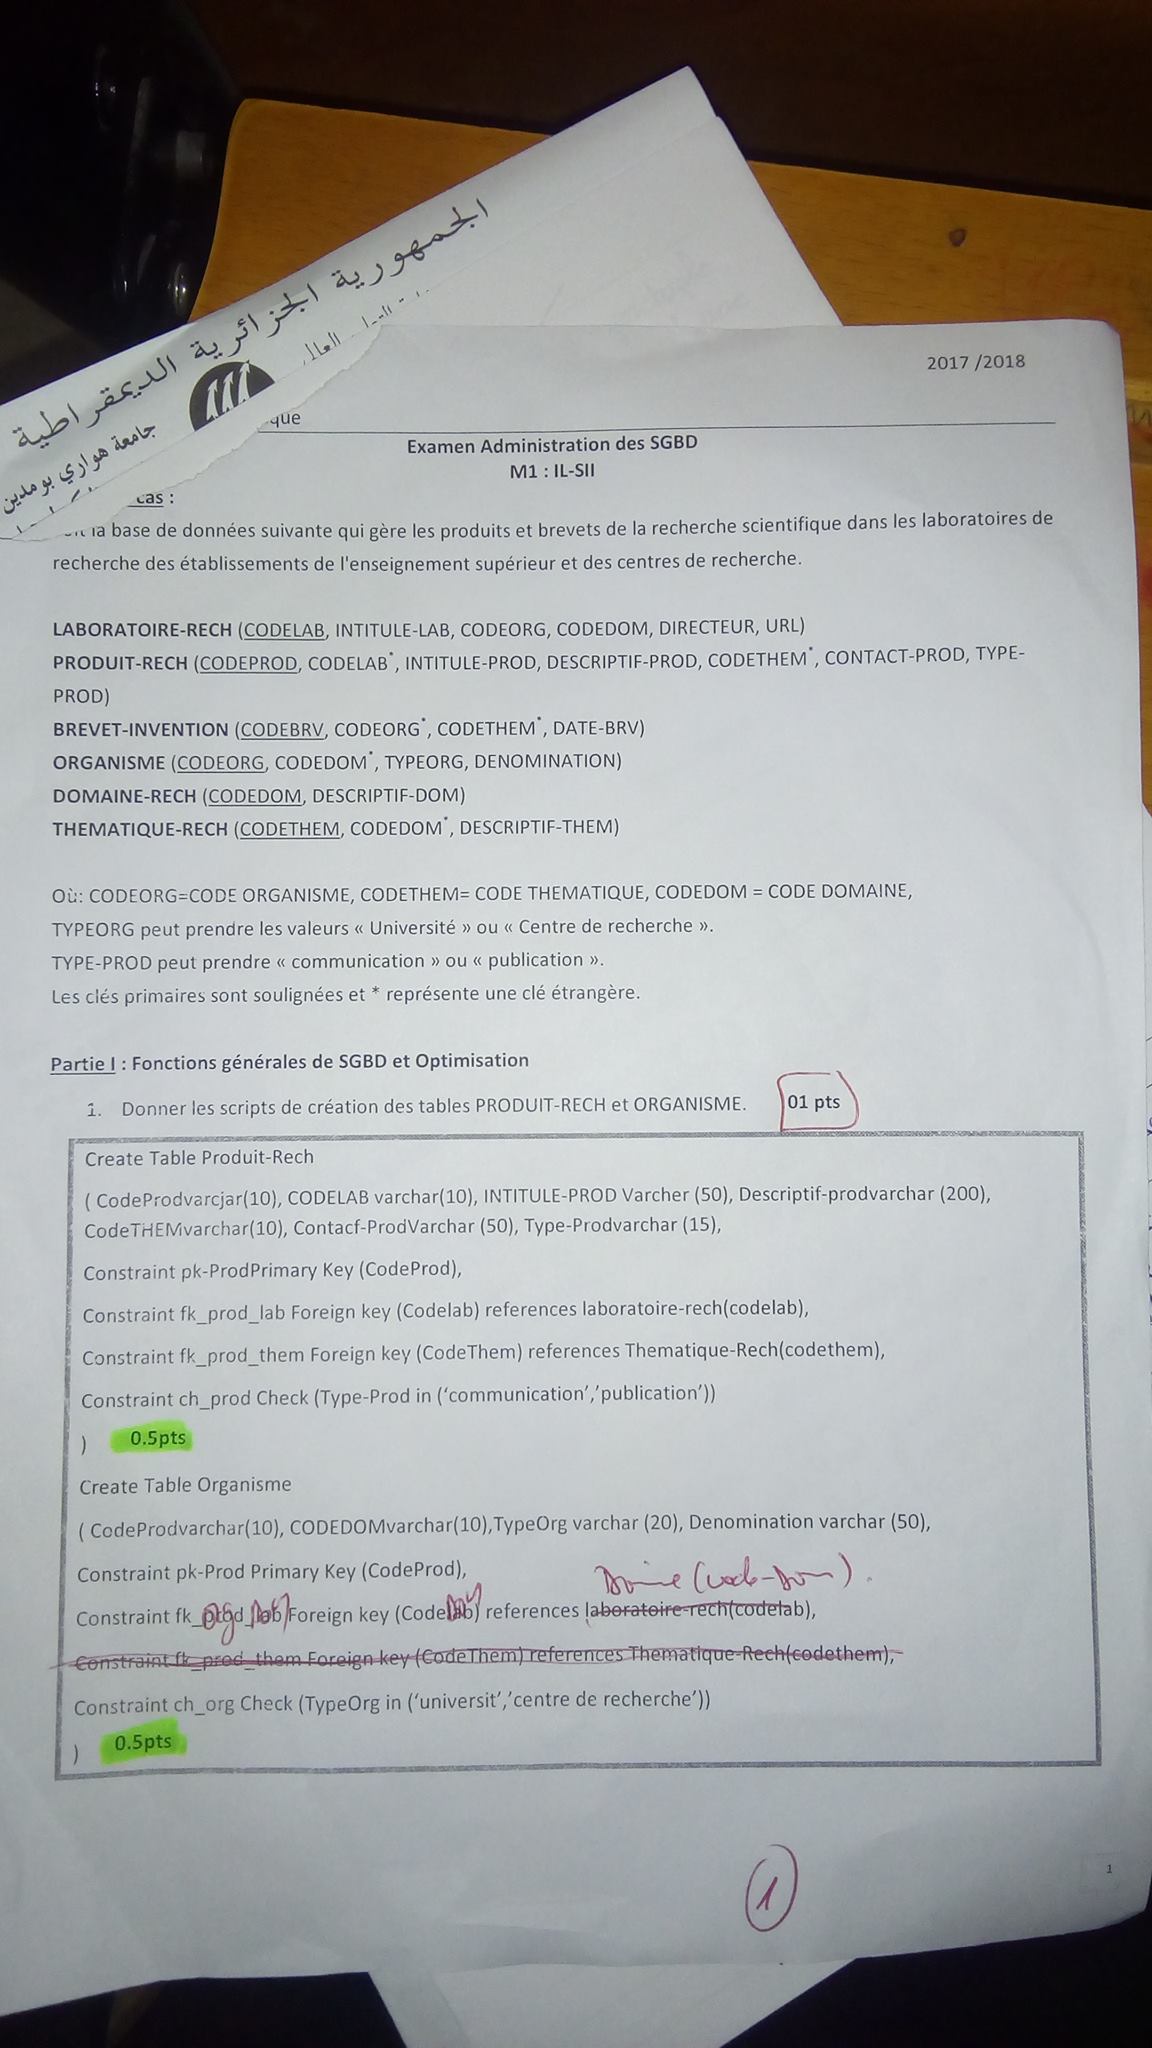 الجمهورية الجزائرية الديمقراطية
جامعة هواري بومدين
2017 /2018
que
Examen Administration des SGBD
M1 : IL-SII
cas :
la base de données suivante qui gère les produits et brevets de la recherche scientifique dans les laboratoires de
recherche des établissements de l'enseignement supérieur et des centres de recherche.
LABORATOIRE-RECH (CODELAB, INTITULE-LAB, CODEORG, CODEDOM, DIRECTEUR, URL)
PRODUIT-RECH (CODEPROD, CODELAB*, INTITULE-PROD, DESCRIPTIF-PROD, CODETHEM*, CONTACT-PROD, TYPE-
PROD)
BREVET-INVENTION (CODEBRV, CODEORG*, CODETHEM*, DATE-BRV)
ORGANISME (CODEORG, CODEDOM*, TYPEORG, DENOMINATION)
DOMAINE-RECH (CODEDOM, DESCRIPTIF-DOM)
THEMATIQUE-RECH (CODETHEM, CODEDOM*, DESCRIPTIF-THEM)
Où: CODEORG=CODE ORGANISME, CODETHEM= CODE THEMATIQUE, CODEDOM = CODE DOMAINE,
TYPEORG peut prendre les valeurs « Université » ou « Centre de recherche ».
TYPE-PROD peut prendre « communication » ou « publication ».
Les clés primaires sont soulignées et * représente une clé étrangère.
Partie I : Fonctions générales de SGBD et Optimisation
1. Donner les scripts de création des tables PRODUIT-RECH et ORGANISME. 01 pts
Create Table Produit-Rech
( CodeProdvarcjar(10), CODELAB varchar(10), INTITULE-PROD Varcher (50), Descriptif-prodvarchar (200),
CodeTHEMvarchar(10), Contacf-ProdVarchar (50), Type-Prodvarchar (15),
Constraint pk-ProdPrimary Key (CodeProd),
Constraint fk_prod_lab Foreign key (Codelab) references laboratoire-rech(codelab),
Constraint fk_prod_them Foreign key (CodeThem) references Thematique-Rech(codethem),
Constraint ch_prod Check (Type-Prod in ('communication','publication'))
) 0.5pts
Create Table Organisme
( CodeProdvarchar(10), CODEDOMvarchar(10),TypeOrg varchar (20), Denomination varchar (50),
Constraint pk-Prod Primary Key (CodeProd),
Constraint fk_prod_lab Foreign key (Codelab) references laboratoire-rech(codelab),
Constraint fk_prod_them Foreign key (CodeThem) references Thematique-Rech(codethem),
Constraint ch_org Check (TypeOrg in ('universit','centre de recherche'))
) 0.5pts
1
1